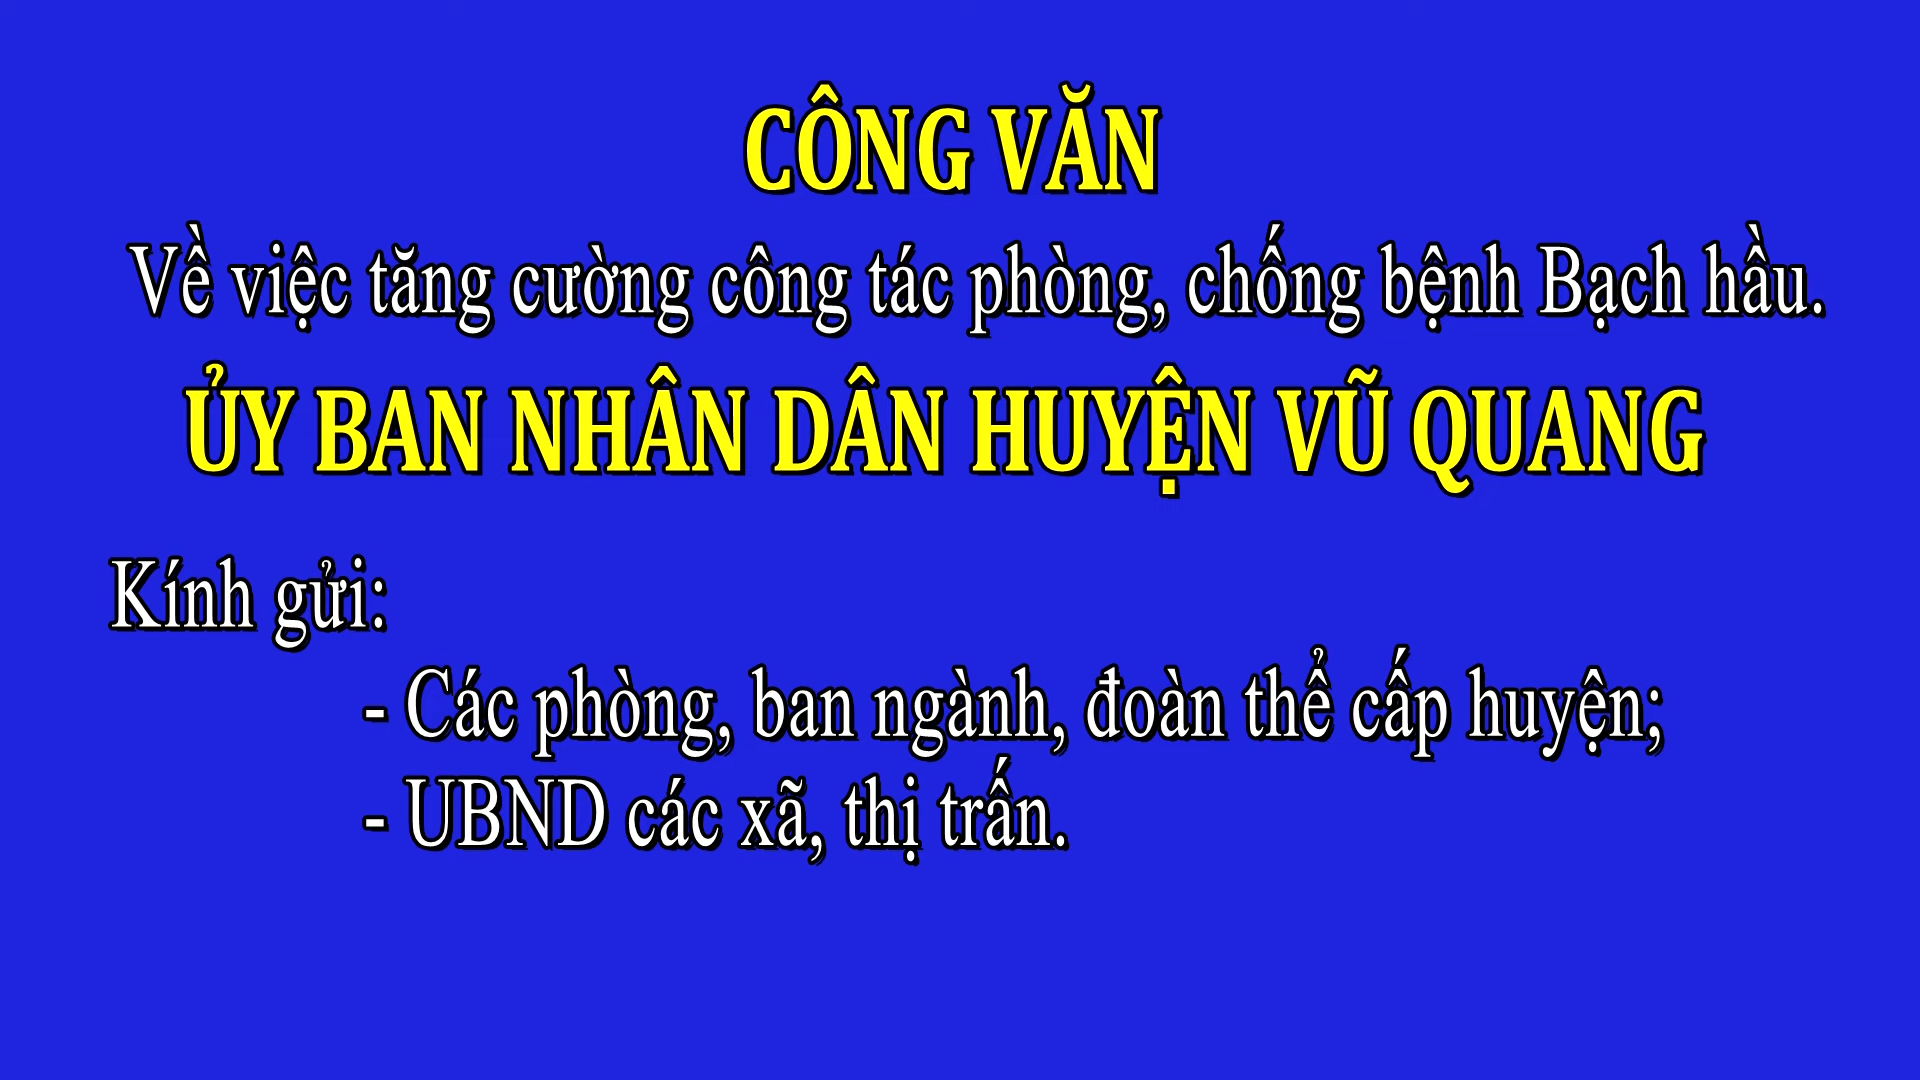 CÔNG VĂN
Về việc tăng cường công tác phòng, chống bệnh Bạch hầu.
ỦY BAN NHÂN DÂN HUYỆN VŨ QUANG
Kính gửi:
- Các phòng, ban ngành, đoàn thể cấp huyện;
- UBND các xã, thị trấn.